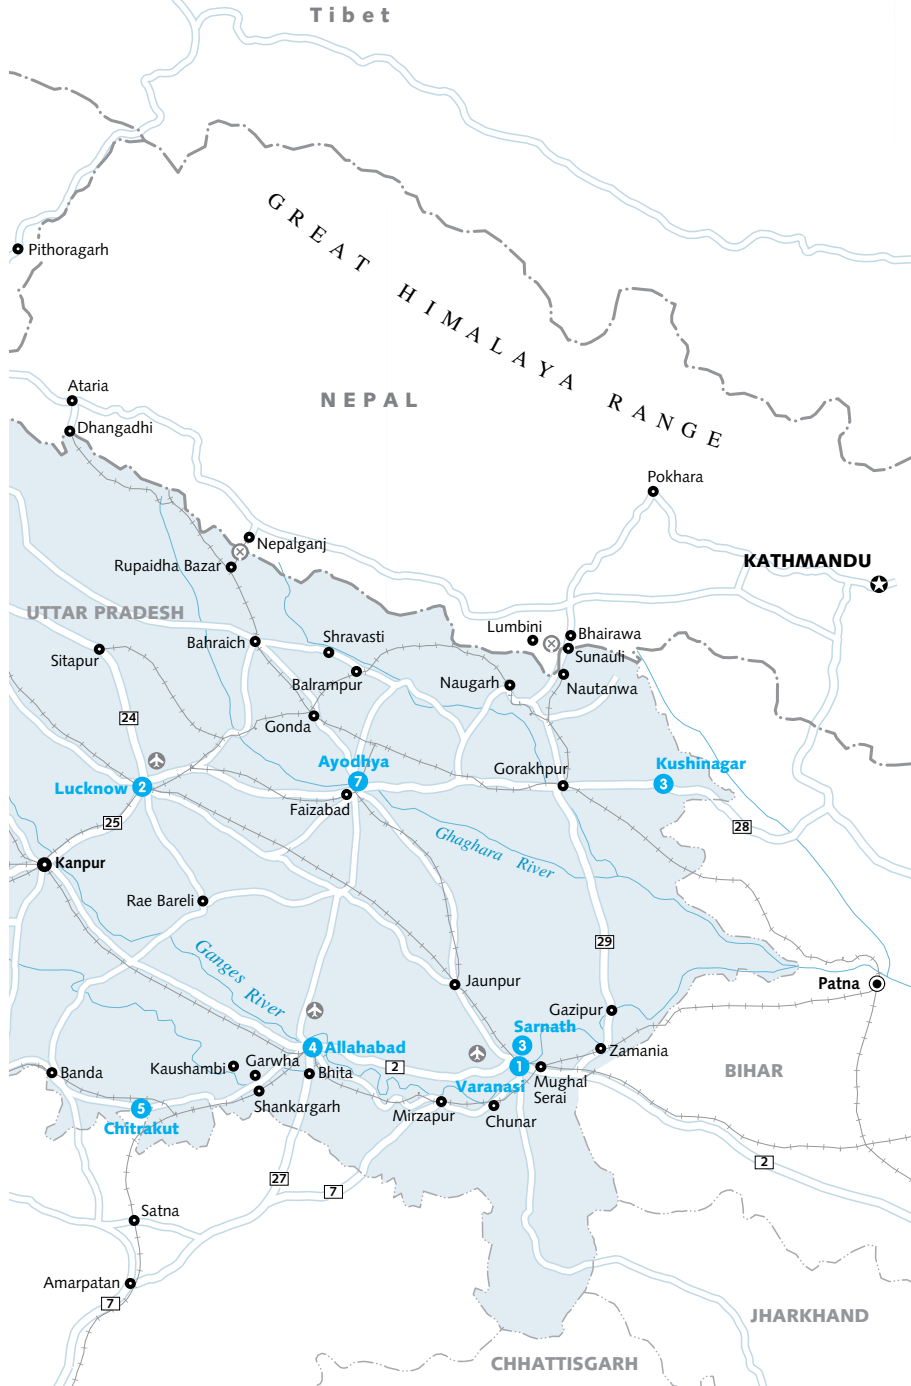 Tibet
GREAT HIMALAYA RANGE
Pithoragarh
Ataria
NEPAL
Dhangadhi
Pokhara
Nepalganj
KATHMANDU
Rupaidha Bazar
UTTAR PRADESH
Lumbini
Bhairawa
Bahraich
Shravasti
Sunauli
Sitapur
Balrampur
Naugarh
Nautanwa
24
Gonda
Ayodhya
7
Kushinagar
3
Gorakhpur
Lucknow
2
Faizabad
25
28
Ghaghara River
Kanpur
Rae Bareli
29
Ganges
River
Jaunpur
Patna
Gazipur
Sarnath
3
Allahabad
4
Zamania
Kaushambi
Garwha
Bhita
2
1
Varanasi
Mughal
Serai
BIHAR
Banda
5
Chitrakut
Shankargarh
Mirzapur
Chunar
2
27
7
Satna
Amarpatan
7
JHARKHAND
CHHATTISGARH